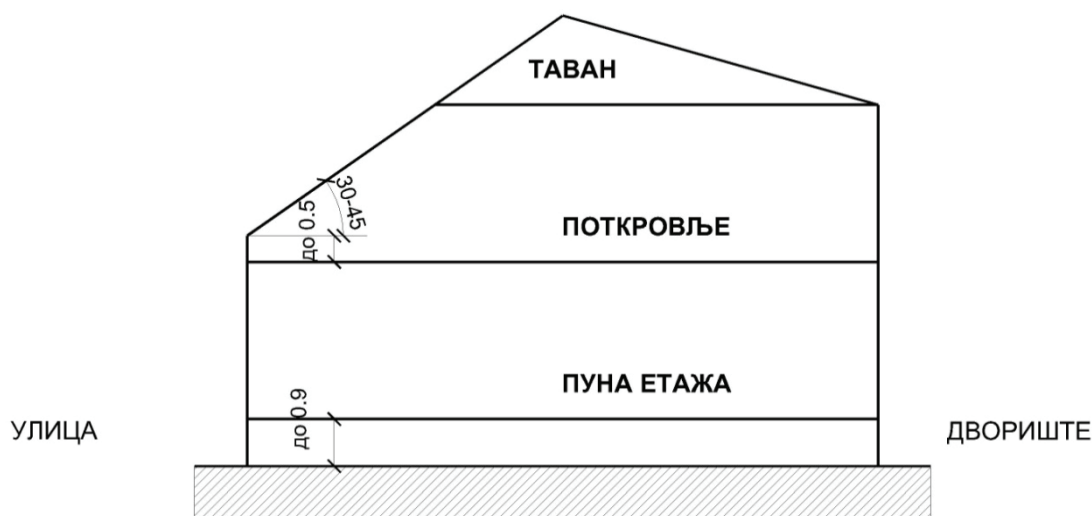 ТАВАН
30-45
до 0.5
ПОТКРОВЉЕ
ПУНА ЕТАЖА
до 0.9
УЛИЦА
ДВОРИШТЕ